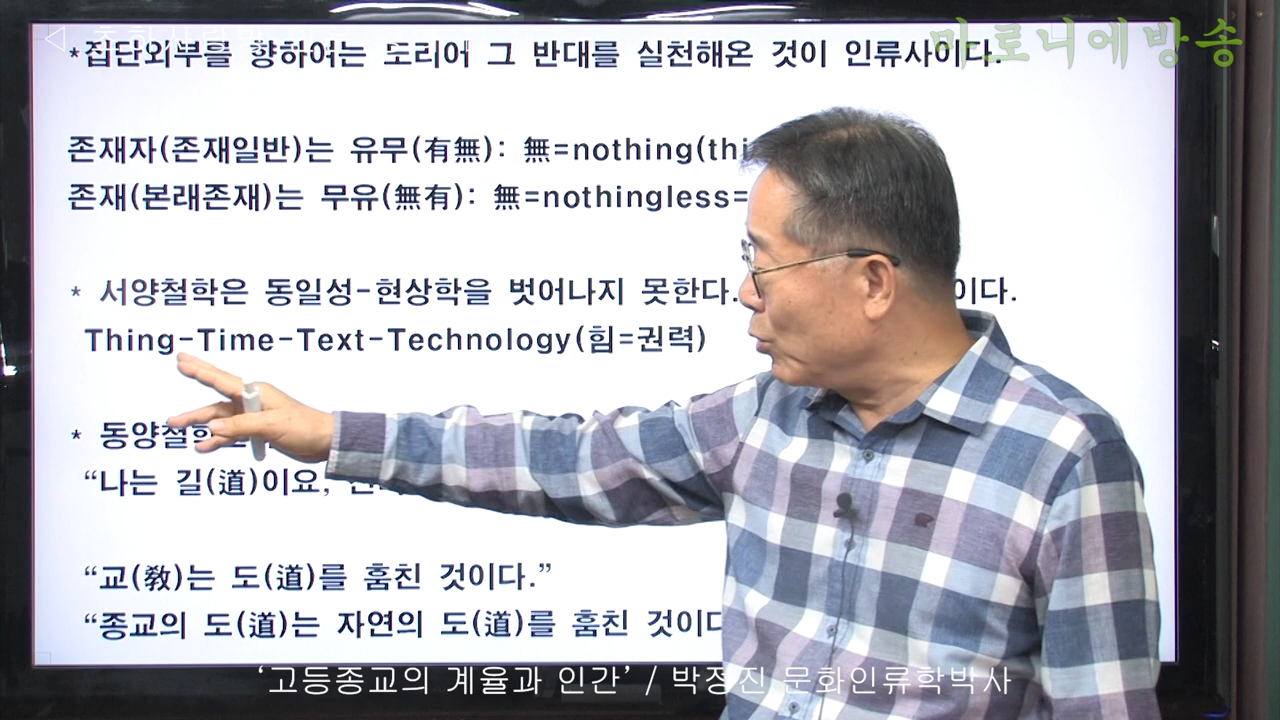 마로니에방송
*집단외부를 향하여는 도리어 그 반대를 실천해온 것이 인류사이다.
존재자(존재일반)는 유무(有無): 無=nothing(thi
존재(본래존재)는 무유(無有): 無=nothingless=
* 서양철학은 동일성-현상학을 벗어나지 못한다. 이다.
Thing-Time-Text-Technology(힘=권력)
* 동양철학
“나는 길(道)이요,
“교(敎)는 도(道)를 훔친 것이다.”
“종교의 도(道)는 자연의 도(道)를 훔친 것이다
‘고등종교의 계율과 인간’ / 박정진 문화인류학박사